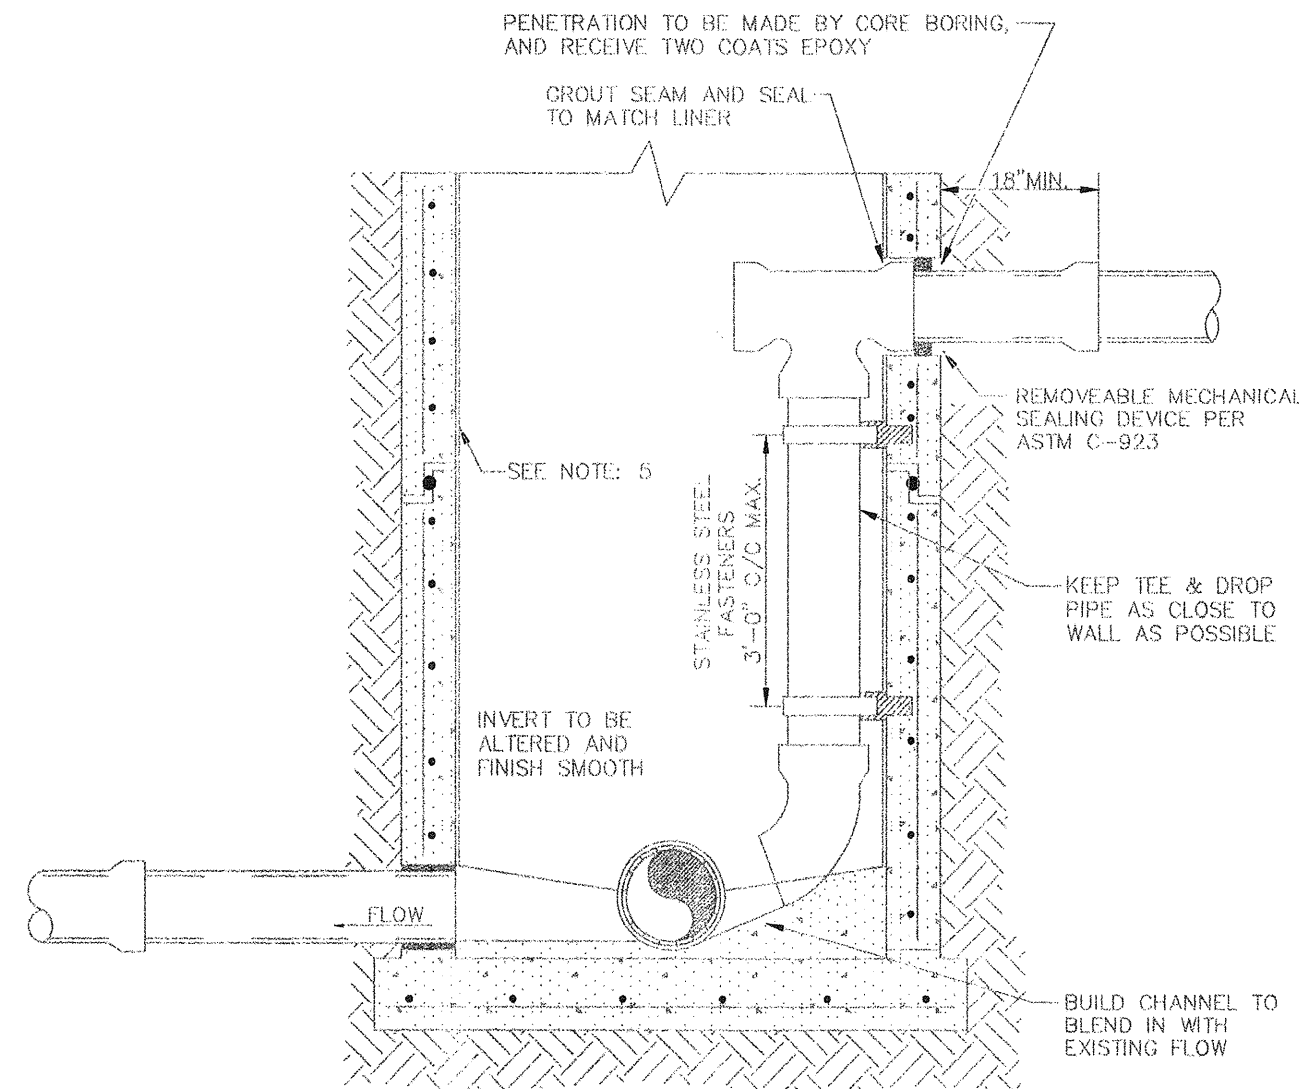 PENETRATION TO BE MADE BY CORE BORING,
AND RECEIVE TWO COATS EPOXY
GROUT SEAM AND SEAL
TO MATCH LINER
18"MIN.
REMOVEABLE MECHANICAL
SEALING DEVICE PER
ASTM C-923
SEE NOTE: 5
STAINLESS STEEL
FASTENERS
3'-0" C/C MAX.
KEEP TEE & DROP
PIPE AS CLOSE TO
WALL AS POSSIBLE
INVERT TO BE
ALTERED AND
FINISH SMOOTH
FLOW
BUILD CHANNEL TO
BLEND IN WITH
EXISTING FLOW